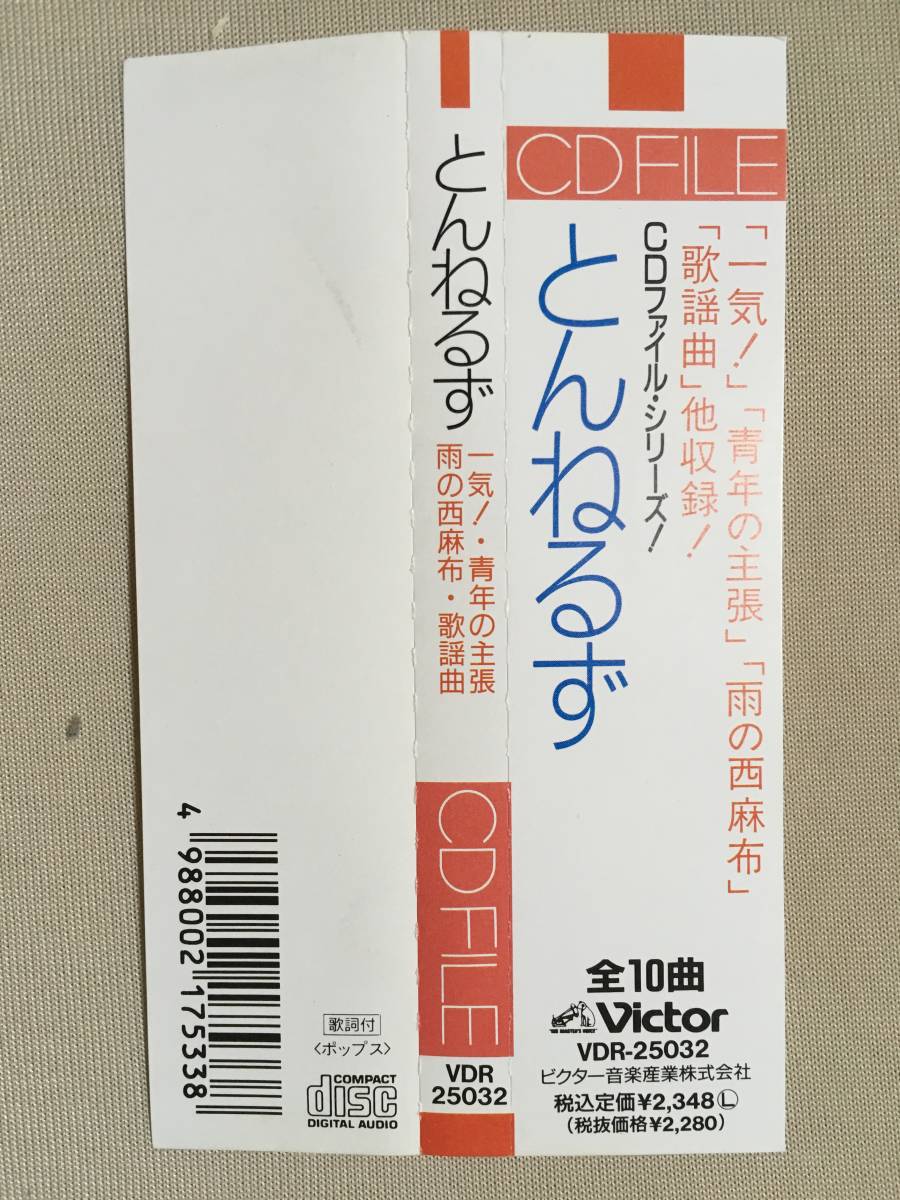 CD FILE
「一気!」「青年の主張」「雨の西麻布」
「歌謡曲」他収録!
CDファイル・シリーズ!
とんねるず
全10曲
"HIS MASTER'S VOICE"
Victor
VDR-25032
ビクター音楽産業株式会社
税込定価¥2,348Ⓛ
(税抜価格¥2,280)
とんねるず
一気!・青年の主張
雨の西麻布・歌謡曲
CD FILE
VDR
25032
4 988002 175338
歌詞付
〈ポップス〉
COMPACT
disc
DIGITAL AUDIO